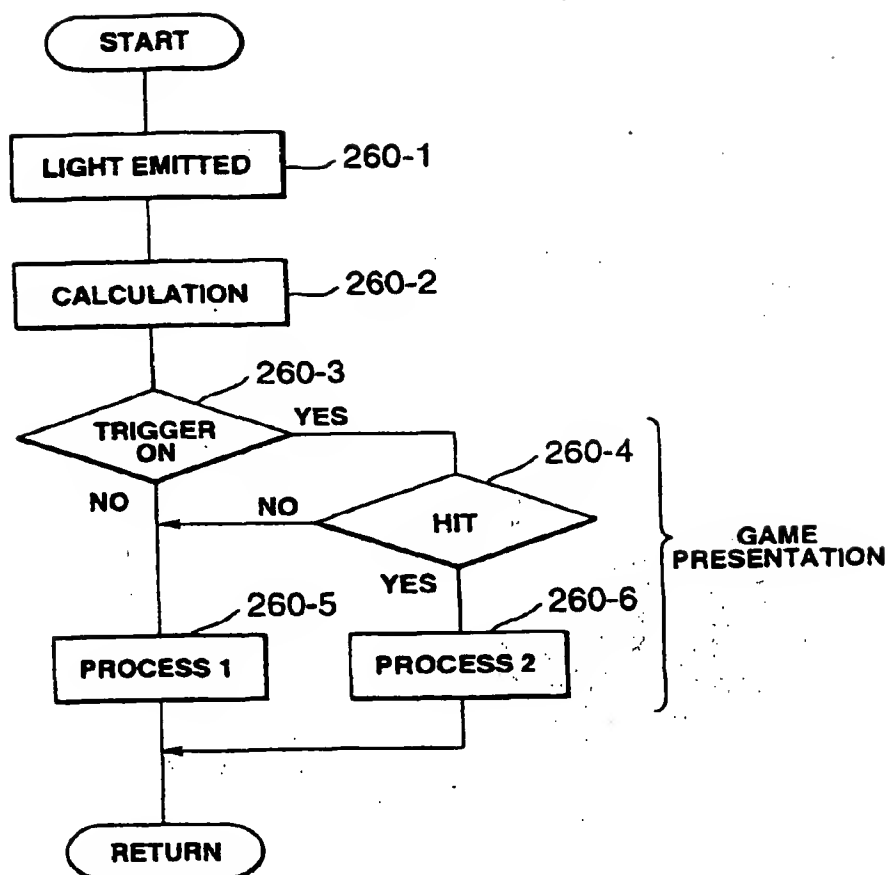 START
LIGHT EMITTED
260-1
CALCULATION
260-2
260-3
TRIGGER
ON
YES
NO
260-4
HIT
NO
YES
GAME
PRESENTATION
260-5
PROCESS 1
260-6
PROCESS 2
RETURN